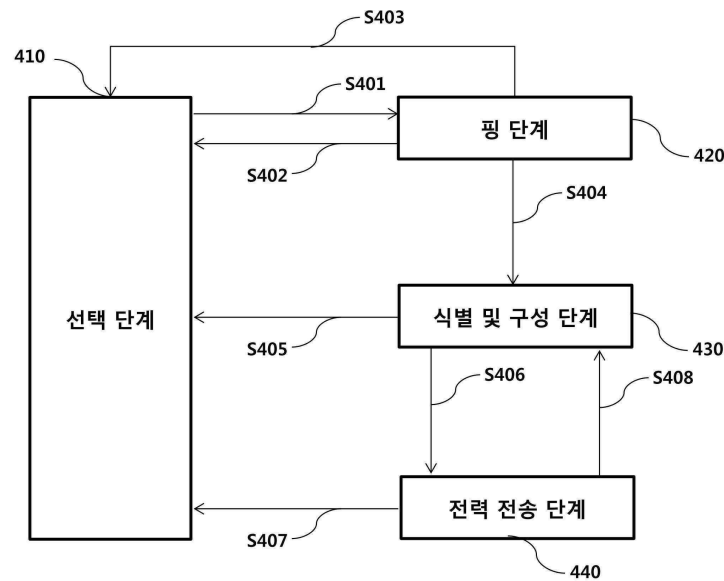 S403
410
S401
핑 단계
420
S402
S404
선택 단계
식별 및 구성 단계
430
S405
S406
S408
전력 전송 단계
S407
440